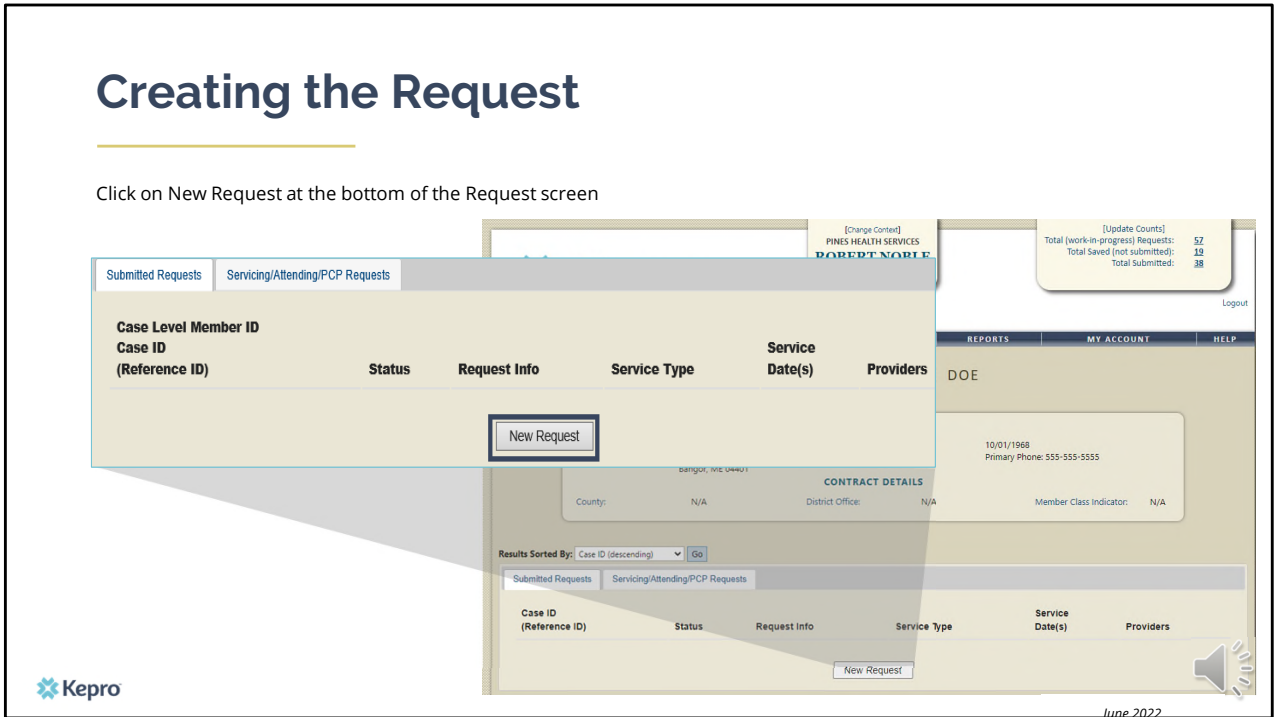 Creating the Request
Click on New Request at the bottom of the Request screen
[Change Context]
PINES HEALTH SERVICES
ROBERT NOBLE
[Update Counts]
Total (work-in-progress) Requests: 57
Total Saved (not submitted): 19
Total Submitted: 38
Logout
REPORTS MY ACCOUNT HELP
Submitted Requests Servicing/Attending/PCP Requests
Case Level Member ID
Case ID
(Reference ID) Status Request Info Service Type Service Date(s) Providers
New Request
DOE
10/01/1968
Primary Phone: 555-555-5555
Bangor, ME 04401
CONTRACT DETAILS
County: N/A District Office: N/A Member Class Indicator: N/A
Results Sorted By: Case ID (descending) Go
Submitted Requests Servicing/Attending/PCP Requests
Case ID
(Reference ID) Status Request Info Service Type Service Date(s) Providers
New Request
Kepro
June 2022